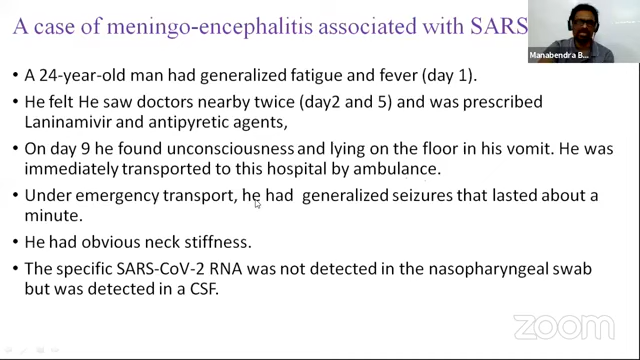 A case of meningo-encephalitis associated with SARS
Manabendra B...
• A 24-year-old man had generalized fatigue and fever (day 1).
• He felt He saw doctors nearby twice (day2 and 5) and was prescribed
Laninamivir and antipyretic agents,
• On day 9 he found unconsciousness and lying on the floor in his vomit. He was
immediately transported to this hospital by ambulance.
• Under emergency transport, he had generalized seizures that lasted about a
minute.
• He had obvious neck stiffness.
• The specific SARS-CoV-2 RNA was not detected in the nasopharyngeal swab
but was detected in a CSF.
zoom